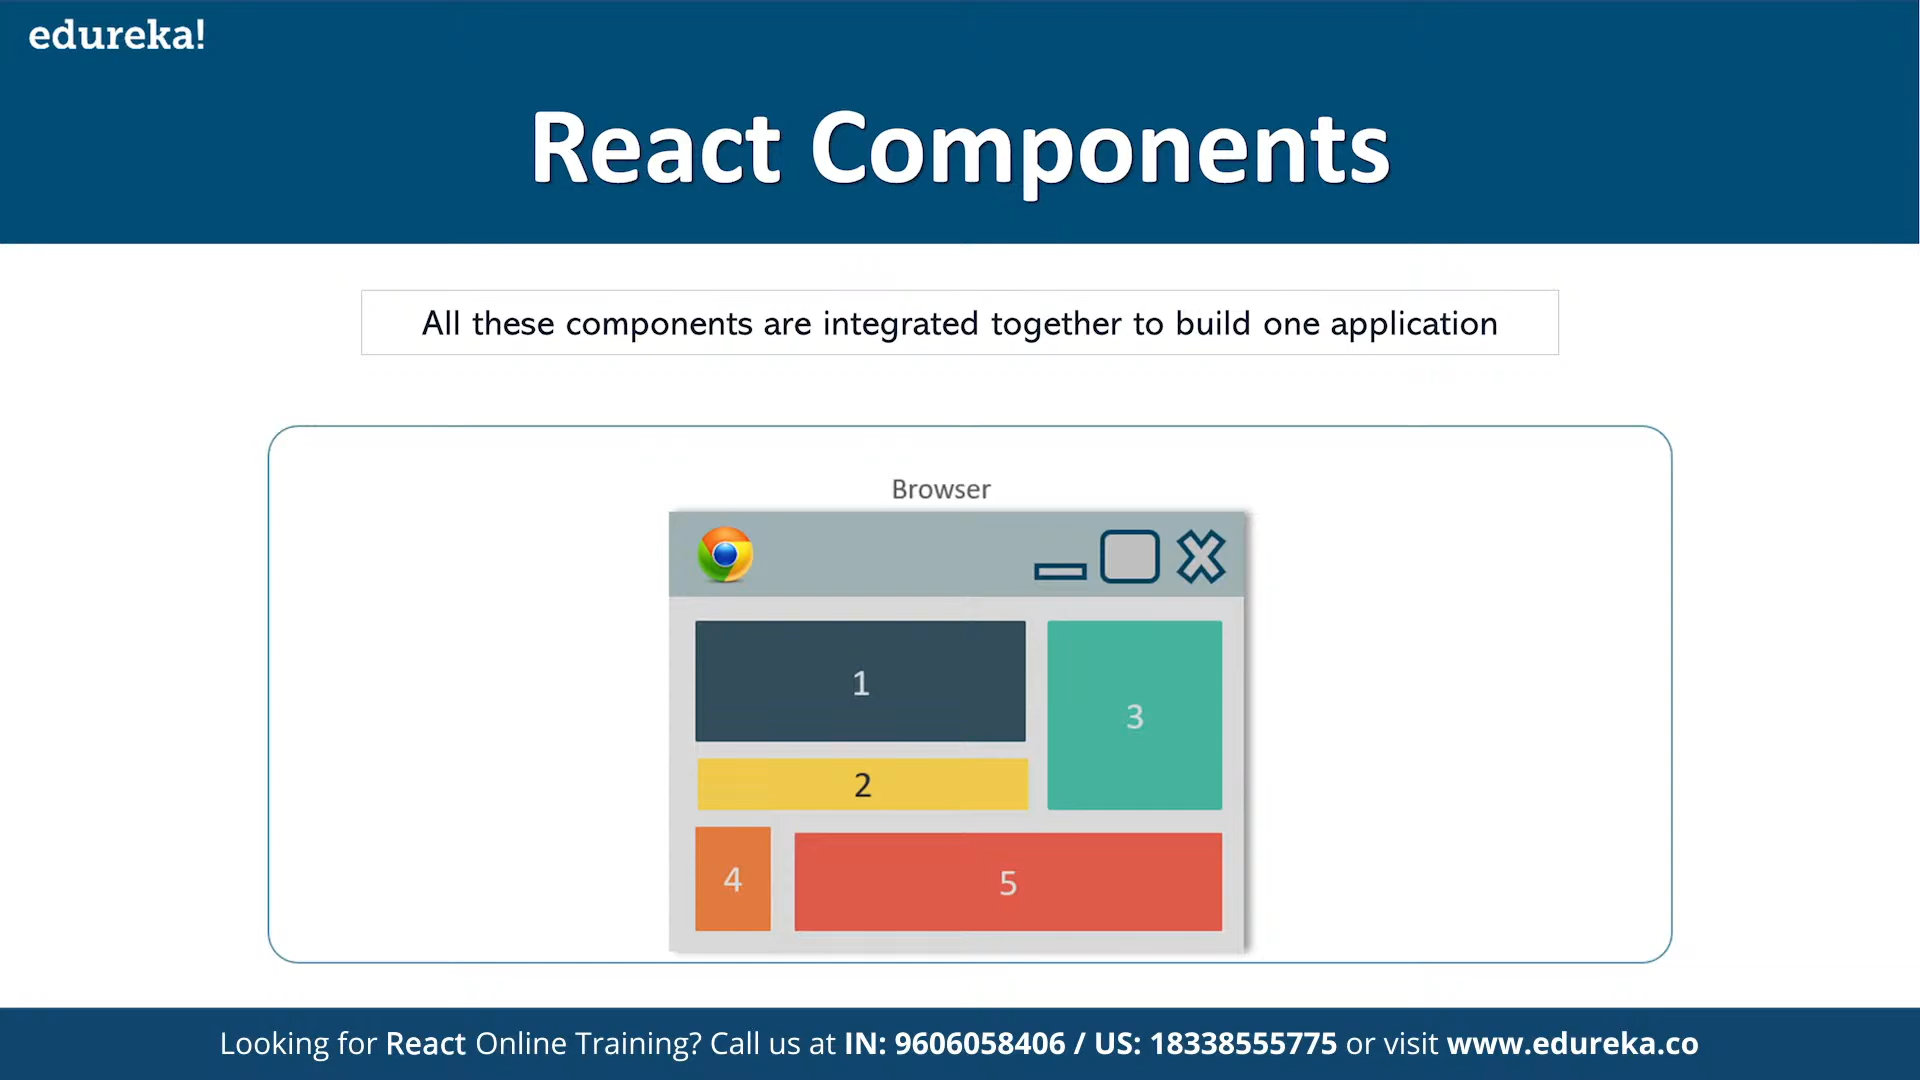 edureka!
React Components
All these components are integrated together to build one application
Browser
1
2
3
4
5
Looking for React Online Training? Call us at IN: 9606058406 / US: 18338555775 or visit www.edureka.co